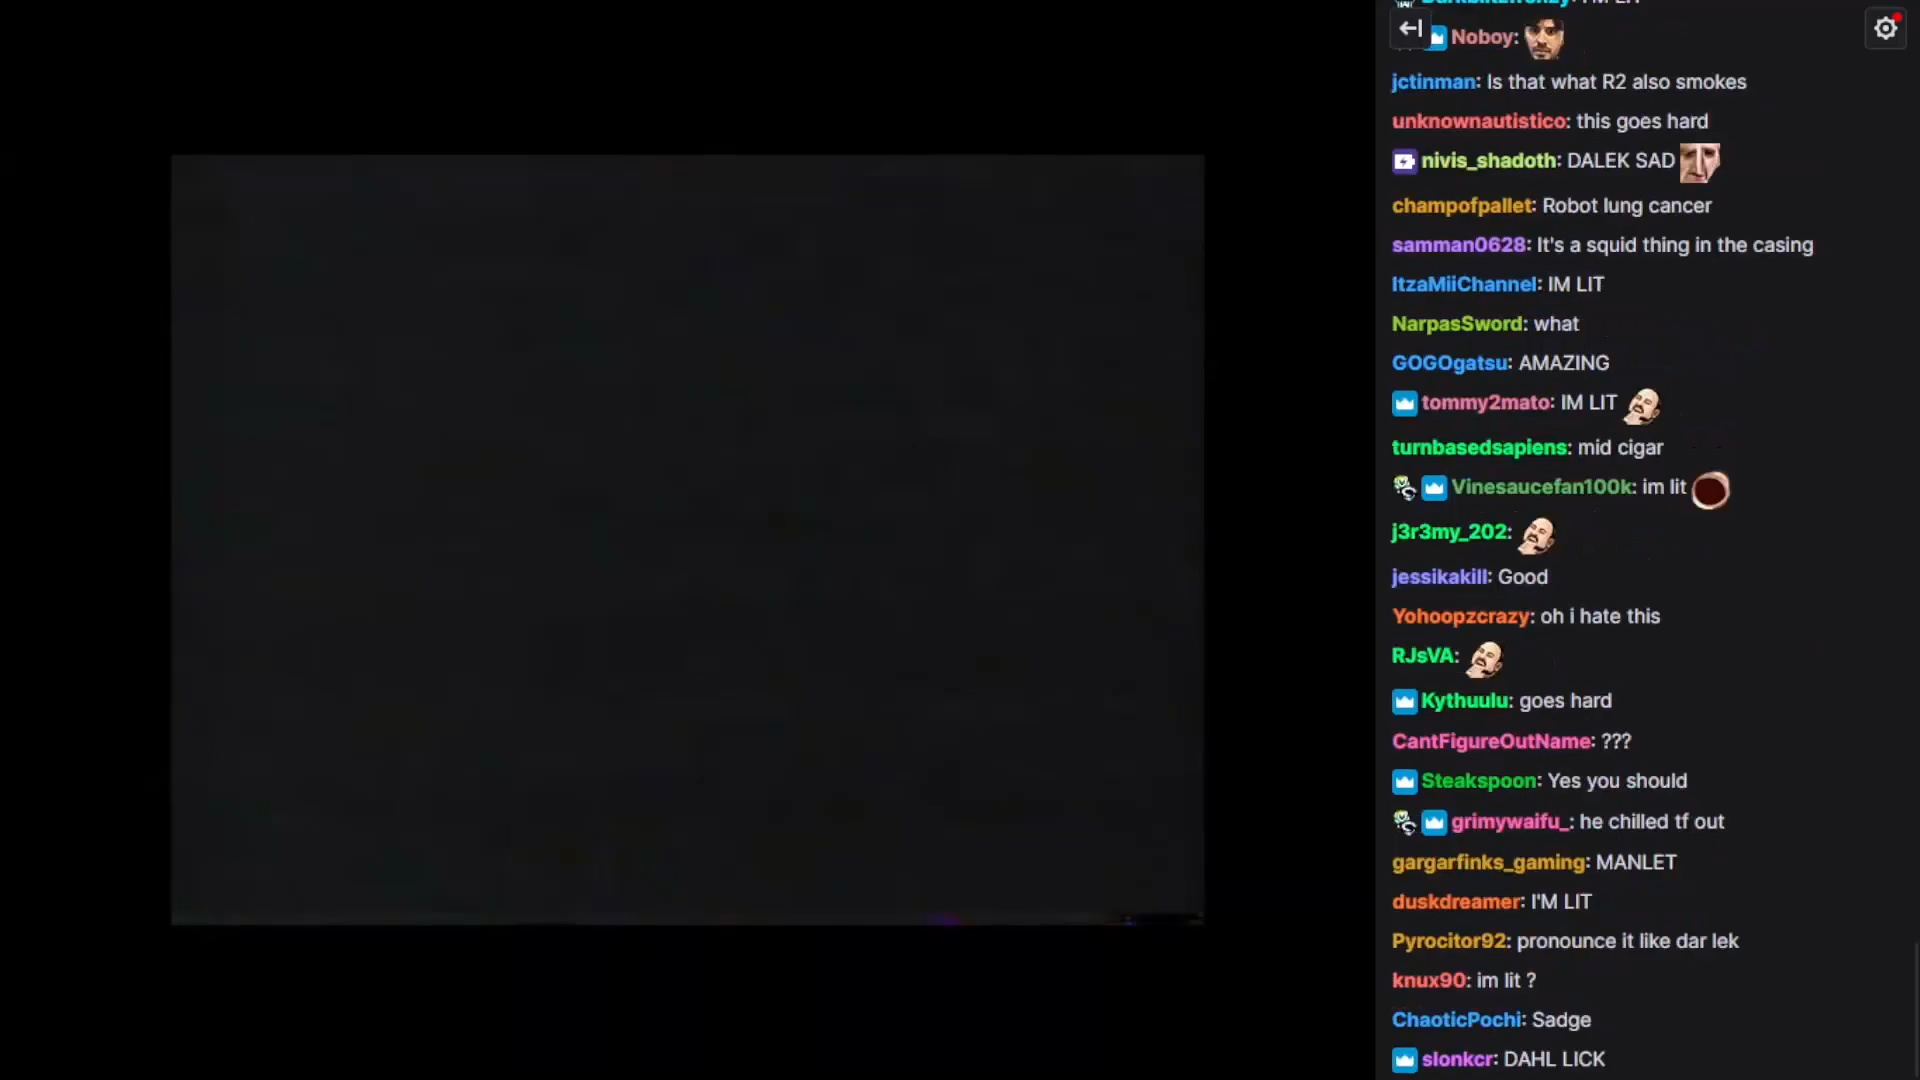 Noboy:
jctinman: Is that what R2 also smokes
unknownautistico: this goes hard
nivis_shadoth: DALEK SAD
champofpallet: Robot lung cancer
samman0628: It's a squid thing in the casing
ItzaMiiChannel: IM LIT
NarpasSword: what
GOGOgatsu: AMAZING
tommy2mato: IM LIT
turnbasedsapiens: mid cigar
Vinesaucefan100k: im lit
j3r3my_202:
jessikakill: Good
Yohoopzcrazy: oh i hate this
RJsVA:
Kythuulu: goes hard
CantFigureOutName: ???
Steakspoon: Yes you should
grimywaifu_: he chilled tf out
gargarfinks_gaming: MANLET
duskdreamer: I'M LIT
Pyrocitor92: pronounce it like dar lek
knux90: im lit ?
ChaoticPochi: Sadge
slonkcr: DAHL LICK